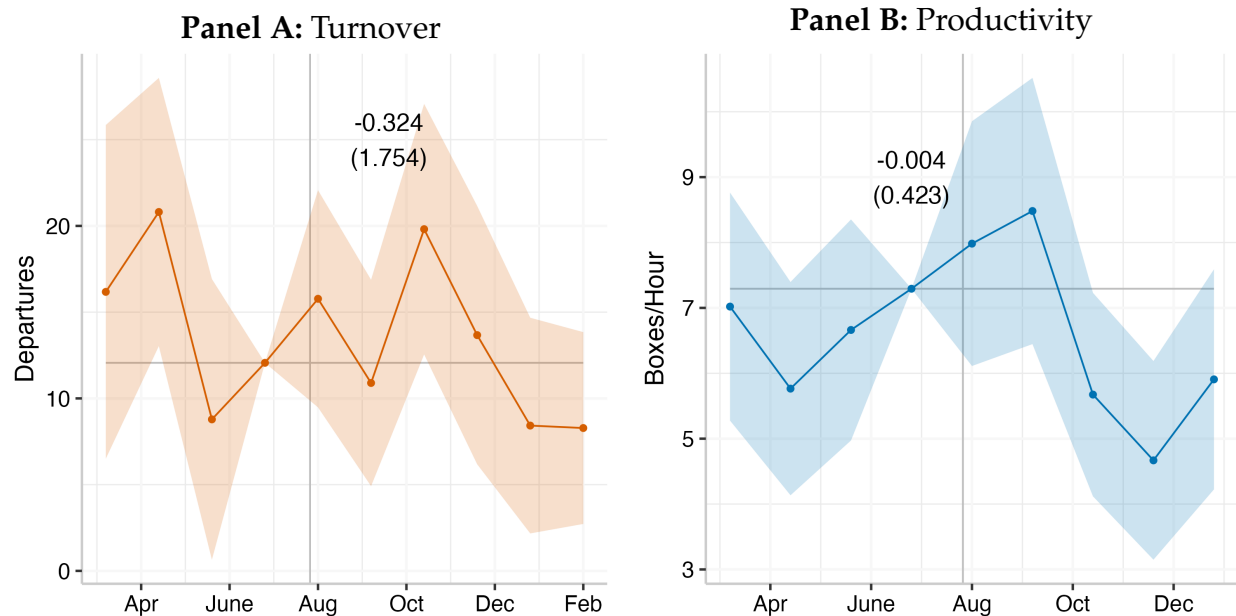 Panel A: Turnover
Departures
20
10
0
-0.324
(1.754)
Apr June Aug Oct Dec Feb
Panel B: Productivity
Boxes/Hour
9
7
5
3
-0.004
(0.423)
Apr June Aug Oct Dec